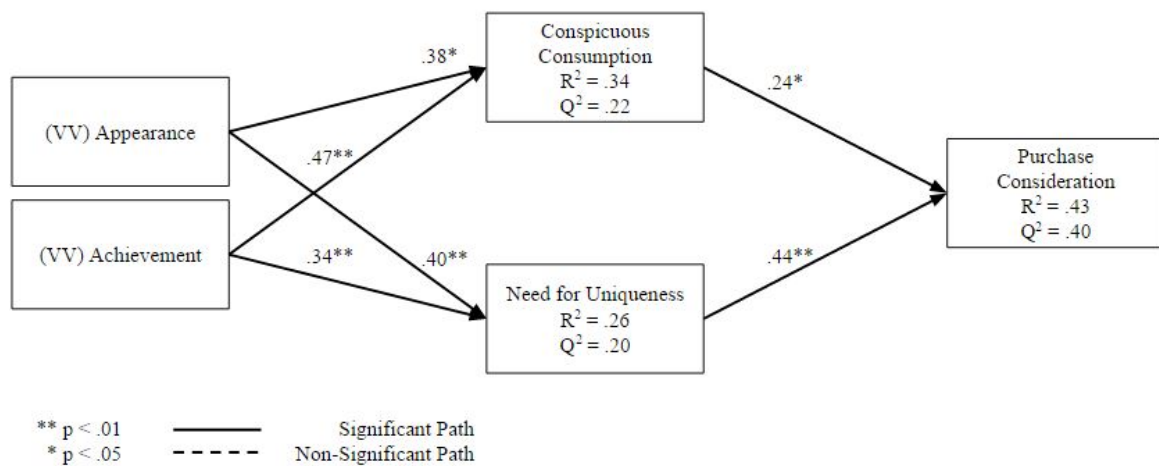 Conspicuous
Consumption
R² = .34
Q² = .22
.38*
.24*
(VV) Appearance
.47**
Purchase
Consideration
R² = .43
Q² = .40
(VV) Achievement
.34**
.40**
.44**
Need for Uniqueness
R² = .26
Q² = .20
** p < .01
Significant Path
* p < .05
Non-Significant Path